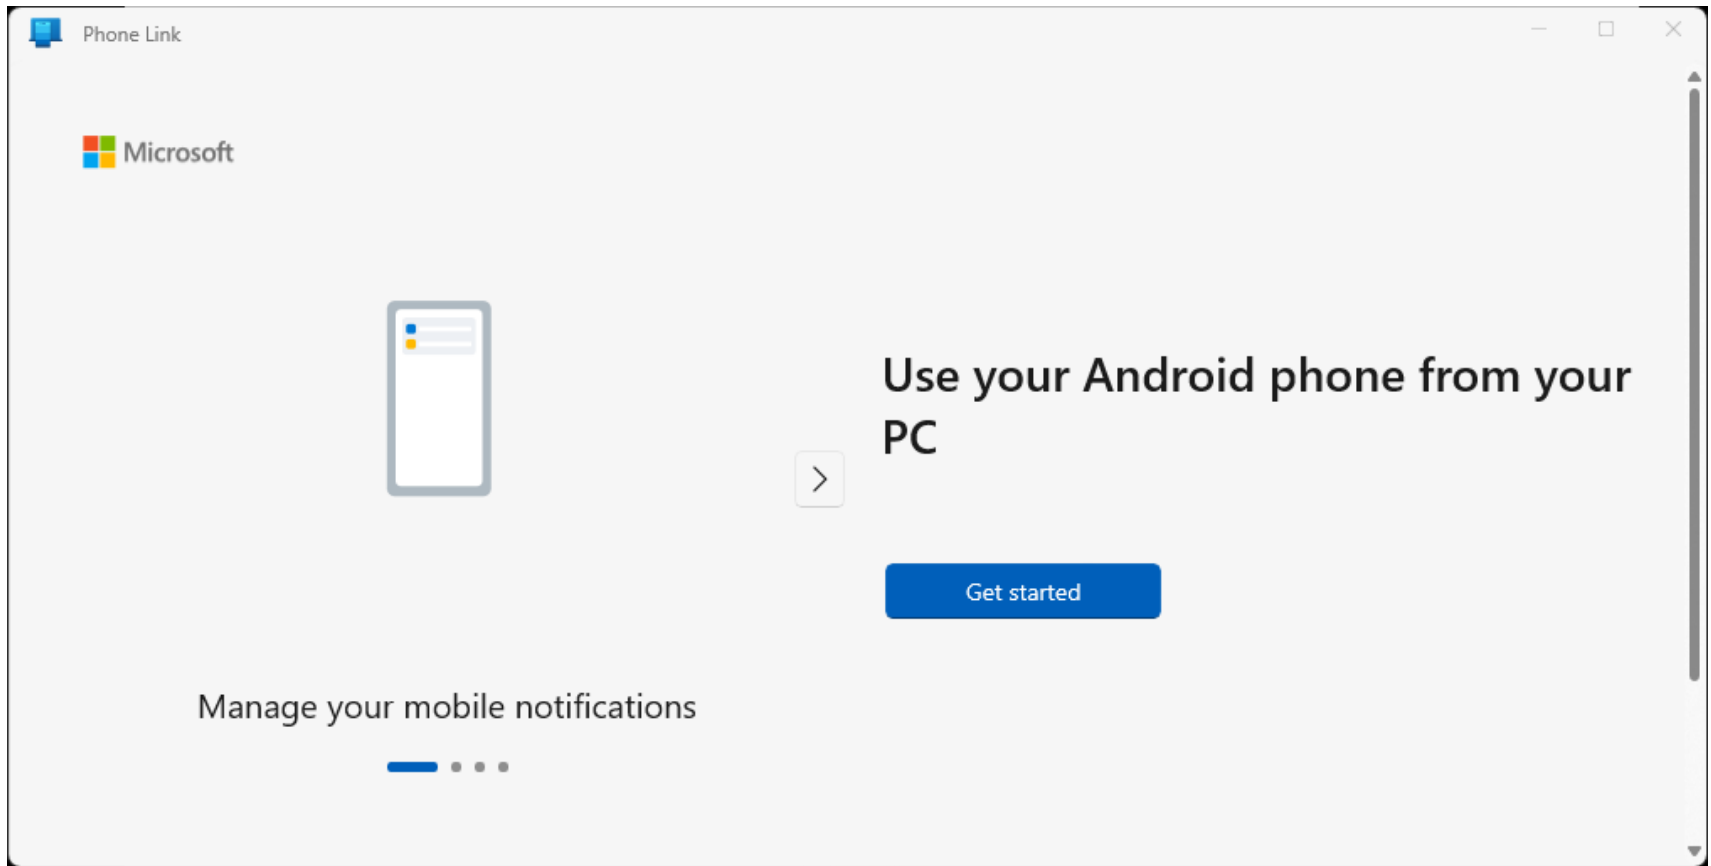 Phone Link
Microsoft
Use your Android phone from your
PC
Get started
Manage your mobile notifications